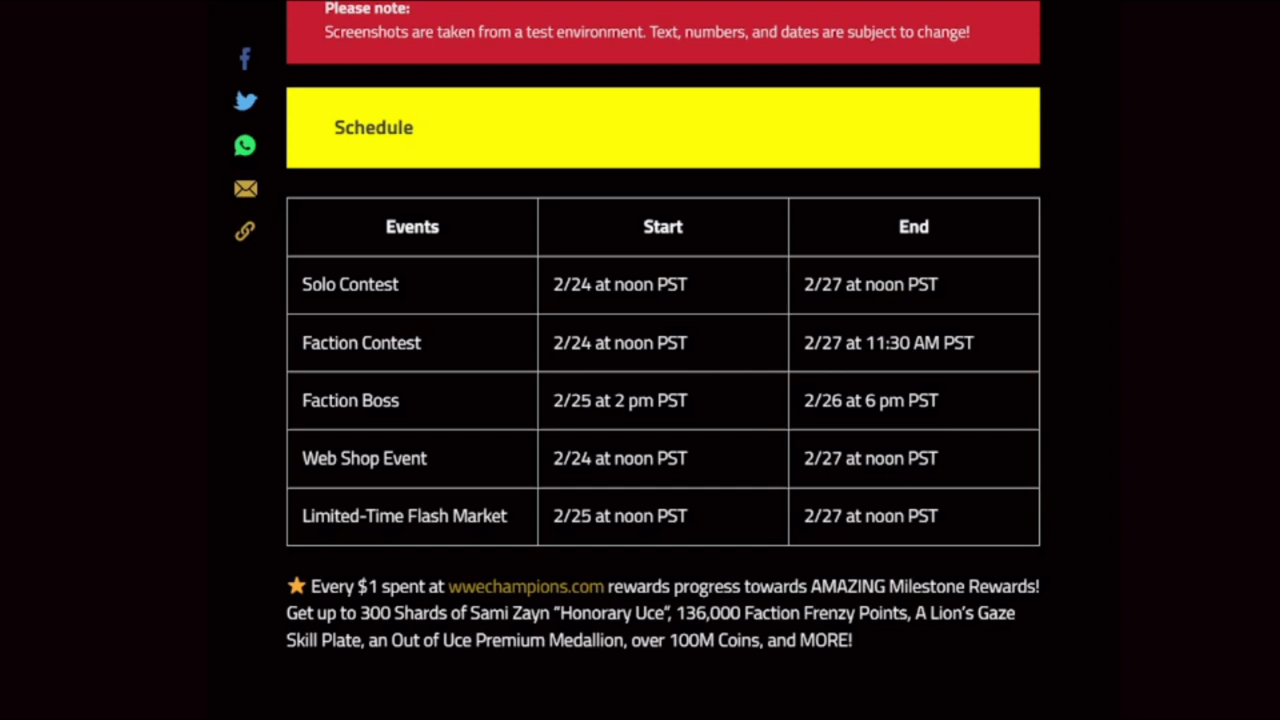 Please note:
Screenshots are taken from a test environment. Text, numbers, and dates are subject to change!
Schedule
Events Start End
Solo Contest 2/24 at noon PST 2/27 at noon PST
Faction Contest 2/24 at noon PST 2/27 at 11:30 AM PST
Faction Boss 2/25 at 2 pm PST 2/26 at 6 pm PST
Web Shop Event 2/24 at noon PST 2/27 at noon PST
Limited-Time Flash Market 2/25 at noon PST 2/27 at noon PST
Every $1 spent at wwechampions.com rewards progress towards AMAZING Milestone Rewards!
Get up to 300 Shards of Sami Zayn "Honorary Uce", 136,000 Faction Frenzy Points, A Lion's Gaze
Skill Plate, an Out of Uce Premium Medallion, over 100M Coins, and MORE!